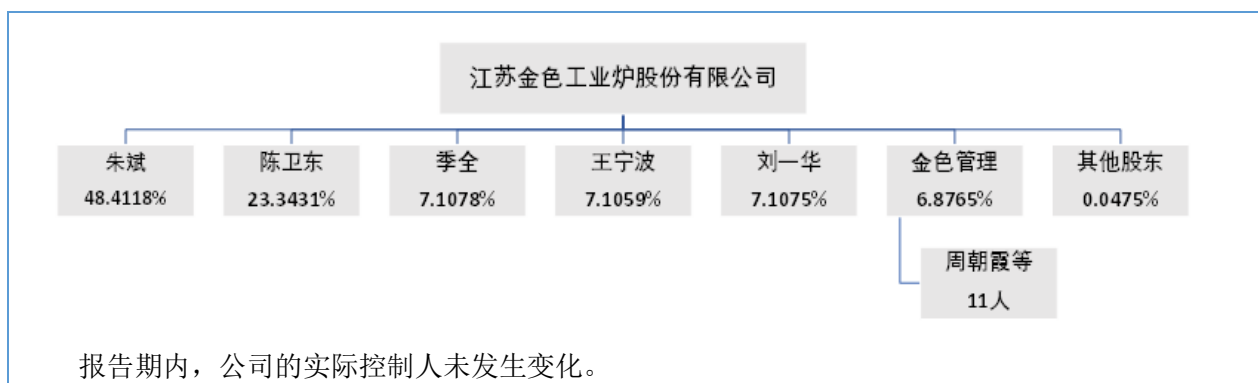 江苏金色工业炉股份有限公司
朱斌
48.4118%
陈卫东
23.3431%
季全
7.1078%
王宁波
7.1059%
刘一华
7.1075%
金色管理
6.8765%
其他股东
0.0475%
周朝霞等
11人
报告期内，公司的实际控制人未发生变化。